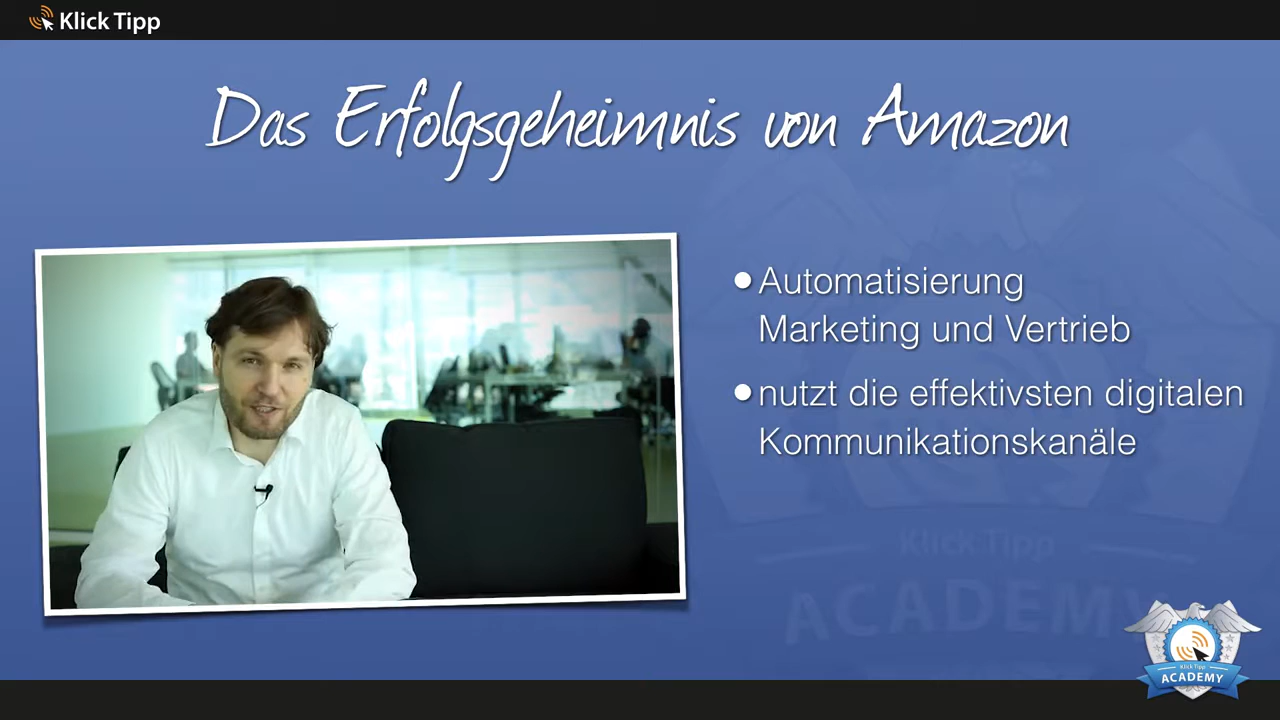 Klick Tipp
Das Erfolgsgeheimnis von Amazon
• Automatisierung
Marketing und Vertrieb
• nutzt die effektivsten digitalen
Kommunikationskanäle
Klick Tipp
ACADEMY
Klick Tipp
ACADEMY